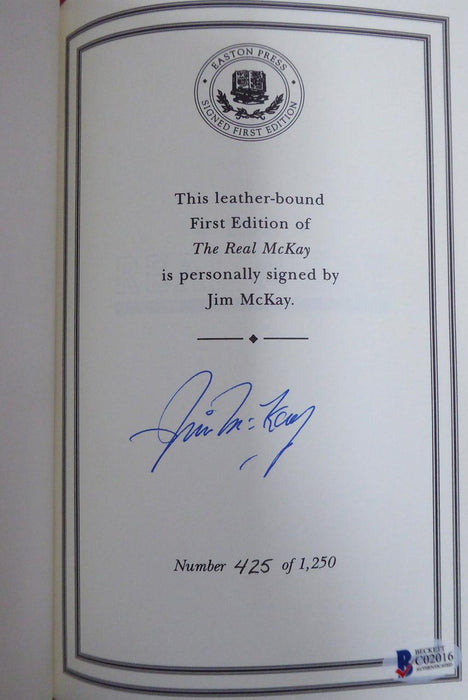 EASTON PRESS
SIGNED FIRST EDITION
This leather-bound
First Edition of
The Real McKay
is personally signed by
Jim McKay.
Jim McKay
Number 425 of 1,250
BECKETT
C02016
AUTHENTICATED